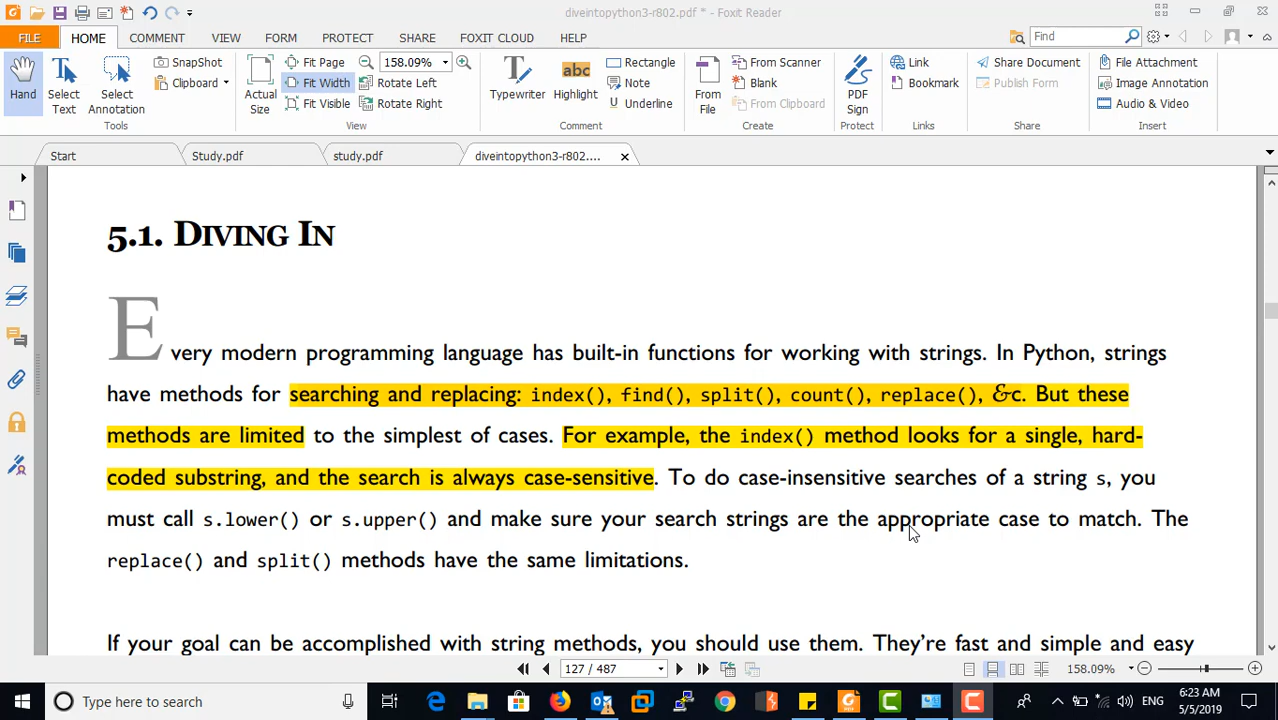 diveintopython3-r802.pdf * - Foxit Reader
FILE HOME COMMENT VIEW FORM PROTECT SHARE FOXIT CLOUD HELP Find
Hand
Select Text
Select Annotation
SnapShot
Clipboard
Tools
Actual Size
Fit Page
Fit Width
Fit Visible
158.09%
Rotate Left
Rotate Right
View
Typewriter
Highlight
Rectangle
Note
Underline
Comment
From File
From Scanner
Blank
From Clipboard
Create
PDF Sign
Protect
Link
Bookmark
Links
Share Document
Publish Form
Share
File Attachment
Image Annotation
Audio & Video
Insert
Start Study.pdf study.pdf diveintopython3-r802....
5.1. DIVING IN
Every modern programming language has built-in functions for working with strings. In Python, strings
have methods for searching and replacing: index(), find(), split(), count(), replace(), &c. But these
methods are limited to the simplest of cases. For example, the index() method looks for a single, hard-
coded substring, and the search is always case-sensitive. To do case-insensitive searches of a string s, you
must call s.lower() or s.upper() and make sure your search strings are the appropriate case to match. The
replace() and split() methods have the same limitations.
If your goal can be accomplished with string methods, you should use them. They're fast and simple and easy
127 / 487 158.09%
Type here to search
ENG
6:23 AM
5/5/2019